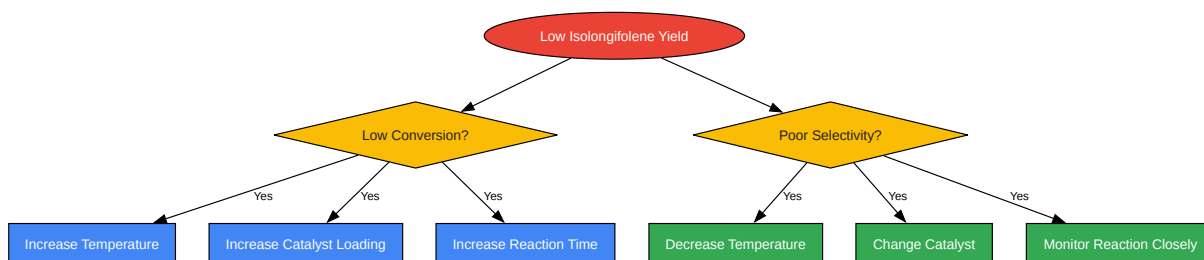 Low Isolongifolene Yield
Low Conversion?
Poor Selectivity?
Yes
Yes
Yes
Yes
Yes
Yes
Increase Temperature
Increase Catalyst Loading
Increase Reaction Time
Decrease Temperature
Change Catalyst
Monitor Reaction Closely